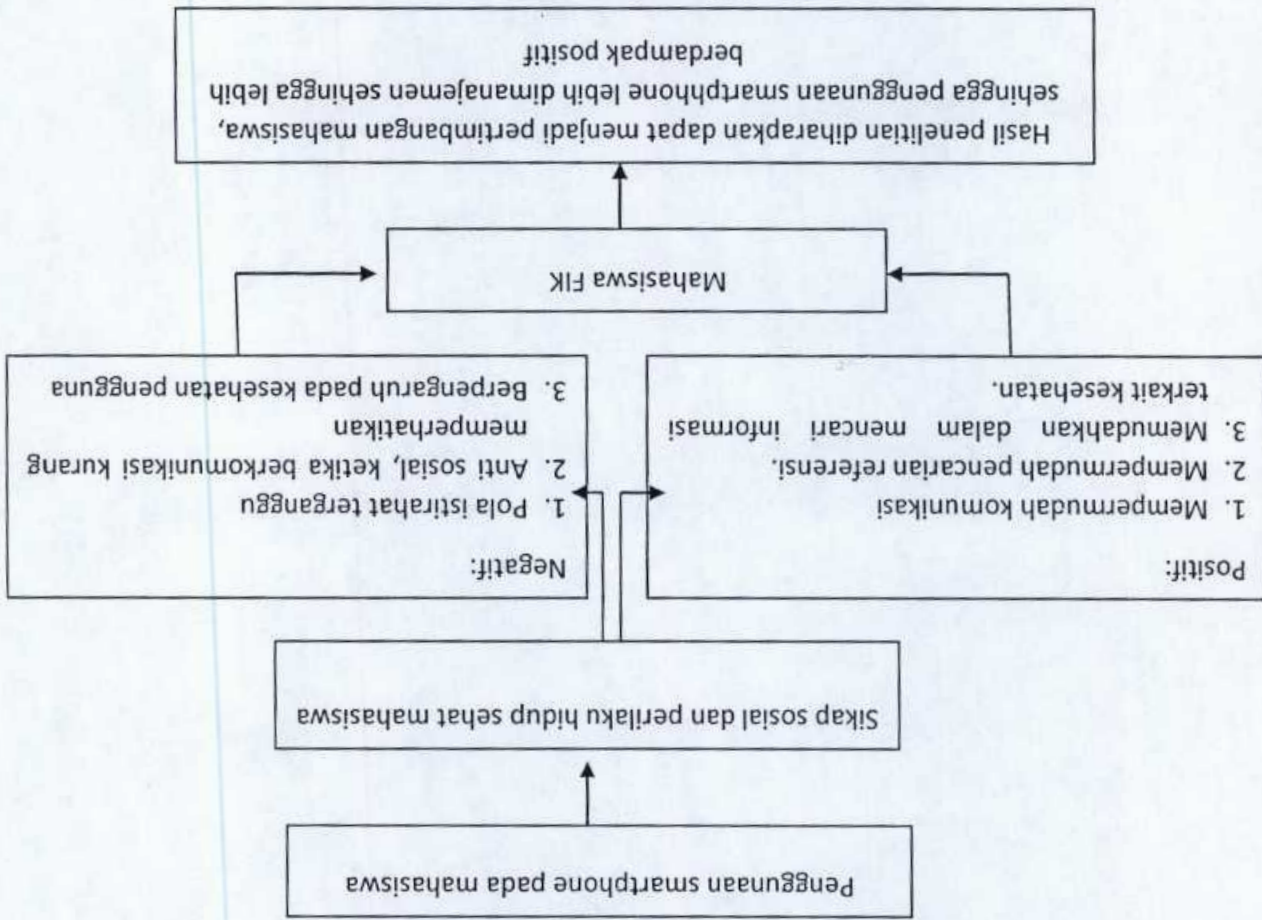 Penggunaan smartphone pada mahasiswa
Sikap sosial dan perilaku hidup sehat mahasiswa
Positif:
1. Mempermudah komunikasi
2. Mempermudah pencarian referensi.
3. Memudahkan dalam mencari informasi
terkait kesehatan.
Negatif:
1. Pola istirahat terganggu
2. Anti sosial, ketika berkomunikasi kurang
memperhatikan
3. Berpengaruh pada kesehatan pengguna
Mahasiswa FIK
Hasil penelitian diharapkan dapat menjadi pertimbangan mahasiswa,
sehingga penggunaan smartphhone lebih dimanajemen sehingga lebih
berdampak positif